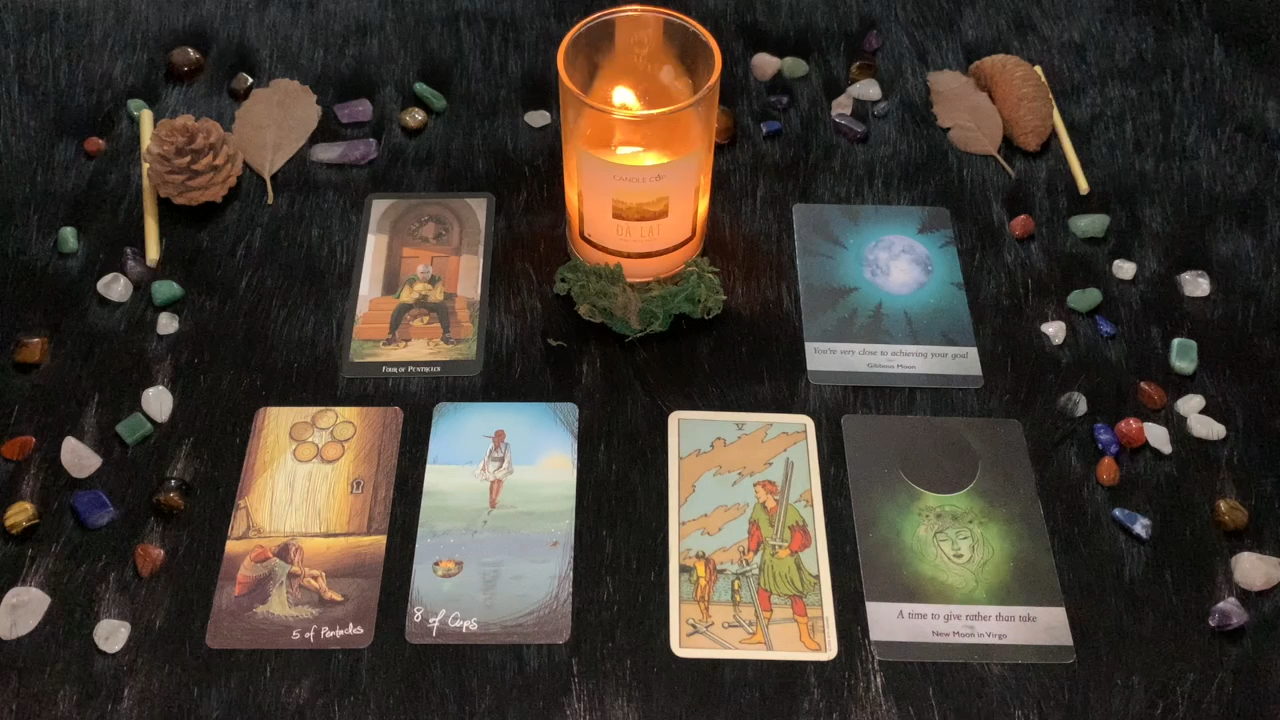 CANDLE CUP
ĐÀ LẠT
FOUR OF PENTACLES
You're very close to achieving your goal
Gibbous Moon
5 of Pentacles
8 of Cups
V
A time to give rather than take
New Moon in Virgo